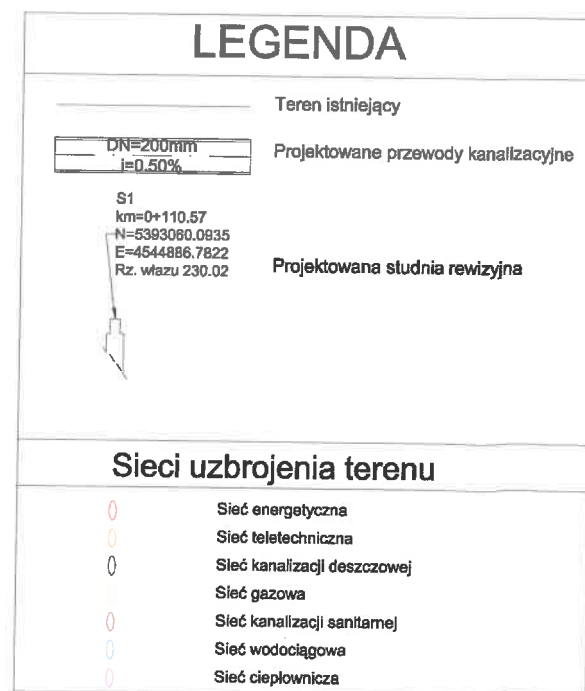 LEGENDA
Teren istniejący
DN=200mm
i=0.50%
Projektowane przewody kanalizacyjne
S1
km=0+110.57
N=5393060.0935
E=4544886.7822
Rz. włazu 230.02
Projektowana studnia rewizyjna
Sieci uzbrojenia terenu
Sieć energetyczna
Sieć teletechniczna
Sieć kanalizacji deszczowej
Sieć gazowa
Sieć kanalizacji sanitarnej
Sieć wodociągowa
Sieć ciepłownicza